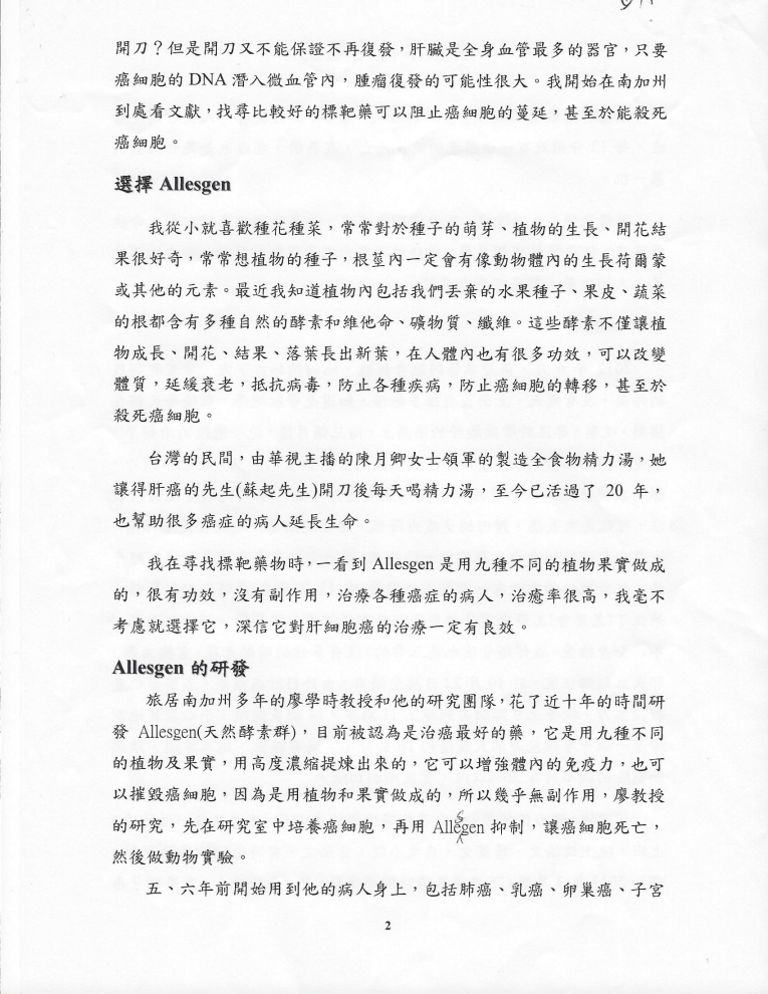 開刀？但是開刀又不能保證不再復發，肝臟是全身血管最多的器官，只要
癌細胞的 DNA 潛入微血管內，腫瘤復發的可能性很大。我開始在南加州
到處看文獻，找尋比較好的標靶藥可以阻止癌細胞的蔓延，甚至於能殺死
癌細胞。
選擇 Allesgen
我從小就喜歡種花種菜，常常對於種子的萌芽、植物的生長、開花結
果很好奇，常常想植物的種子，根莖內一定會有像動物體內的生長荷爾蒙
或其他的元素。最近我知道植物內包括我們丟棄的水果種子、果皮、蔬菜
的根都含有多種自然的酵素和維他命、礦物質、纖維。這些酵素不僅讓植
物成長、開花、結果、落葉長出新葉，在人體內也有很多功效，可以改變
體質，延緩衰老，抵抗病毒，防止各種疾病，防止癌細胞的轉移，甚至於
殺死癌細胞。
台灣的民間，由華視主播的陳月卿女士領軍的製造全食物精力湯，她
讓得肝癌的先生(蘇起先生)開刀後每天喝精力湯，至今已活過了 20 年，
也幫助很多癌症的病人延長生命。
我在尋找標靶藥物時，一看到 Allesgen 是用九種不同的植物果實做成
的，很有功效，沒有副作用，治療各種癌症的病人，治癒率很高，我毫不
考慮就選擇它，深信它對肝細胞癌的治療一定有良效。
Allesgen 的研發
旅居南加州多年的廖學時教授和他的研究團隊，花了近十年的時間研
發 Allesgen(天然酵素群)，目前被認為是治癌最好的藥，它是用九種不同
的植物及果實，用高度濃縮提煉出來的，它可以增強體內的免疫力，也可
以摧毀癌細胞，因為是用植物和果實做成的，所以幾乎無副作用，廖教授
的研究，先在研究室中培養癌細胞，再用 Allegen 抑制，讓癌細胞死亡，
然後做動物實驗。
五、六年前開始用到他的病人身上，包括肺癌、乳癌、卵巢癌、子宮
2